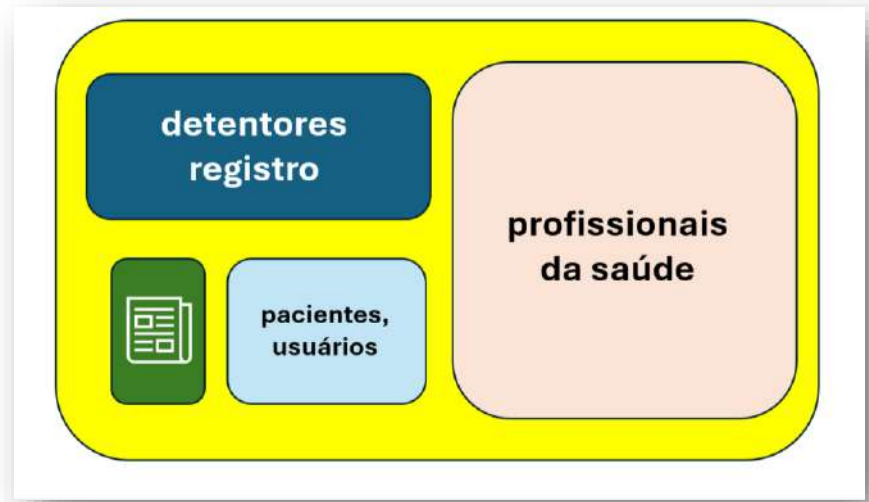 detentores
registro
profissionais
da saúde
pacientes,
usuários